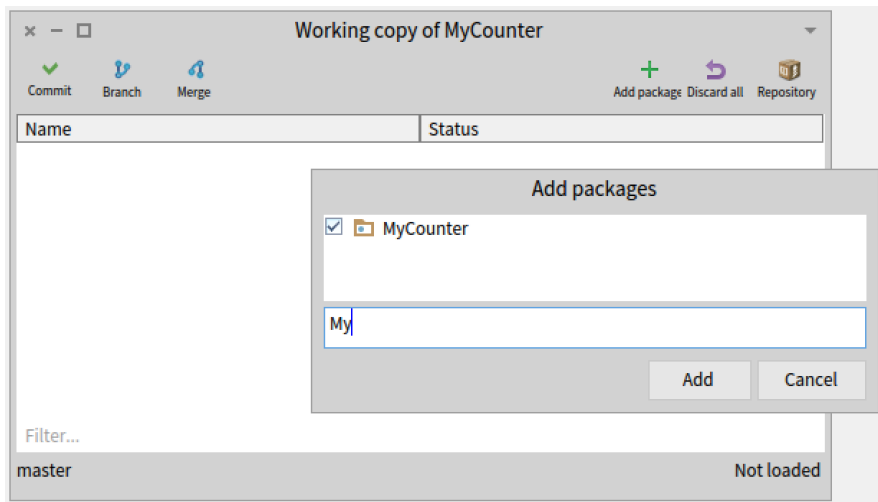 Working copy of MyCounter
Commit Branch Merge Add package Discard all Repository
Name Status
Add packages
MyCounter
My
Add Cancel
Filter...
master Not loaded